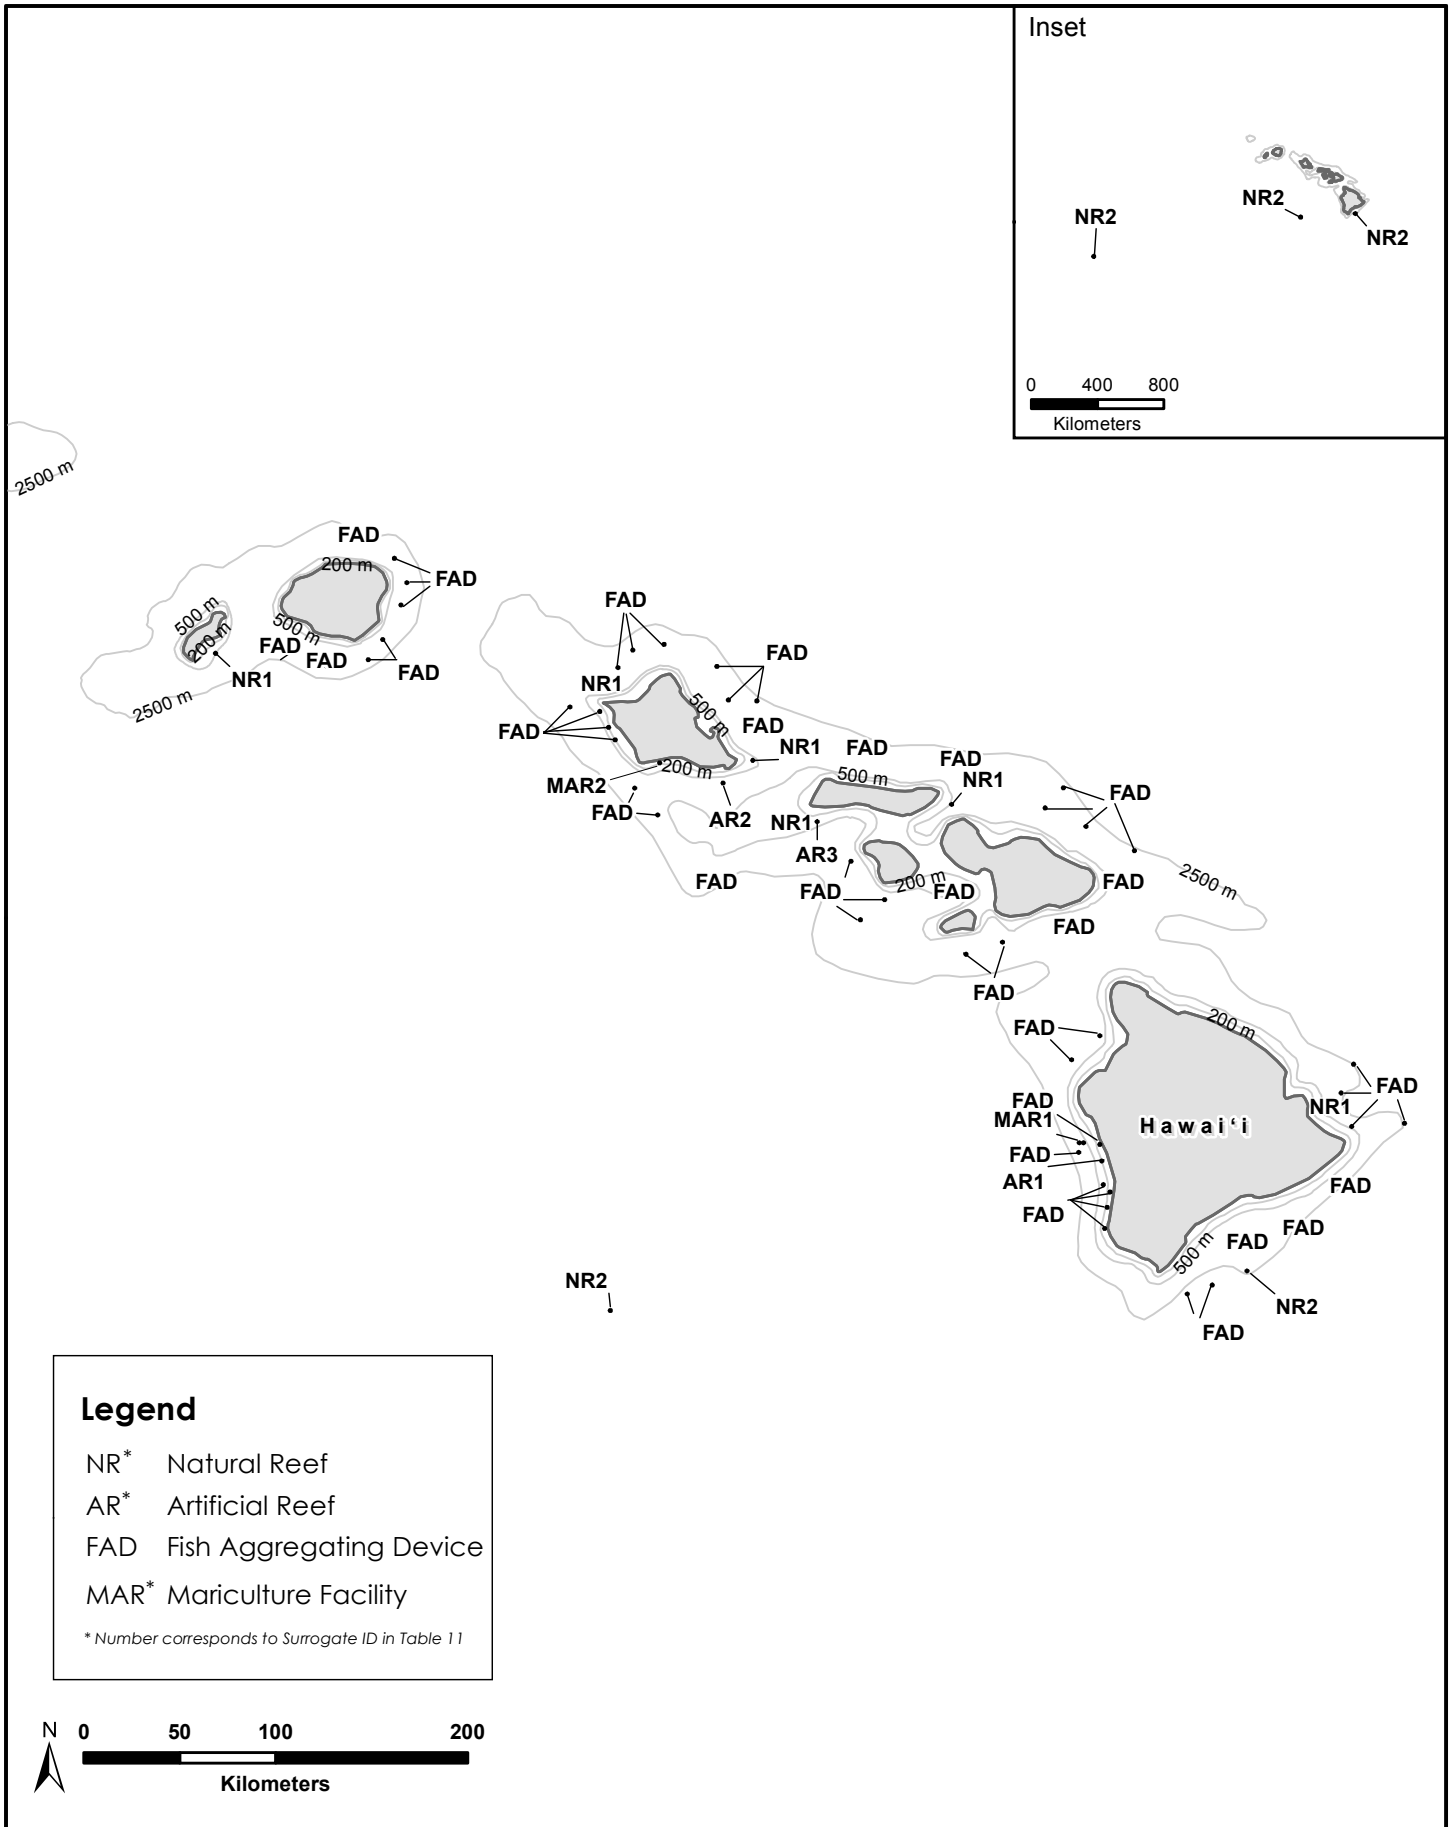 Inset
NR2
NR2
NR2
0 400 800
Kilometers
2500 m
FAD
200 m
FAD
500 m
200 m
500 m
FAD
FAD
NR1
FAD
2500 m
FAD
FAD
NR1
500 m
FAD
FAD
NR1
FAD
200 m
MAR2
FAD
AR2
FAD
NR1
500 m
NR1
AR3
FAD
FAD
FAD
200 m
FAD
FAD
2500 m
FAD
FAD
FAD
200 m
FAD
NR1
FAD
MAR1
Hawai‘i
FAD
AR1
FAD
FAD
FAD
FAD
500 m
NR2
NR2
FAD
Legend
NR* Natural Reef
AR* Artificial Reef
FAD Fish Aggregating Device
MAR* Mariculture Facility
* Number corresponds to Surrogate ID in Table 11
N
0 50 100 200
Kilometers